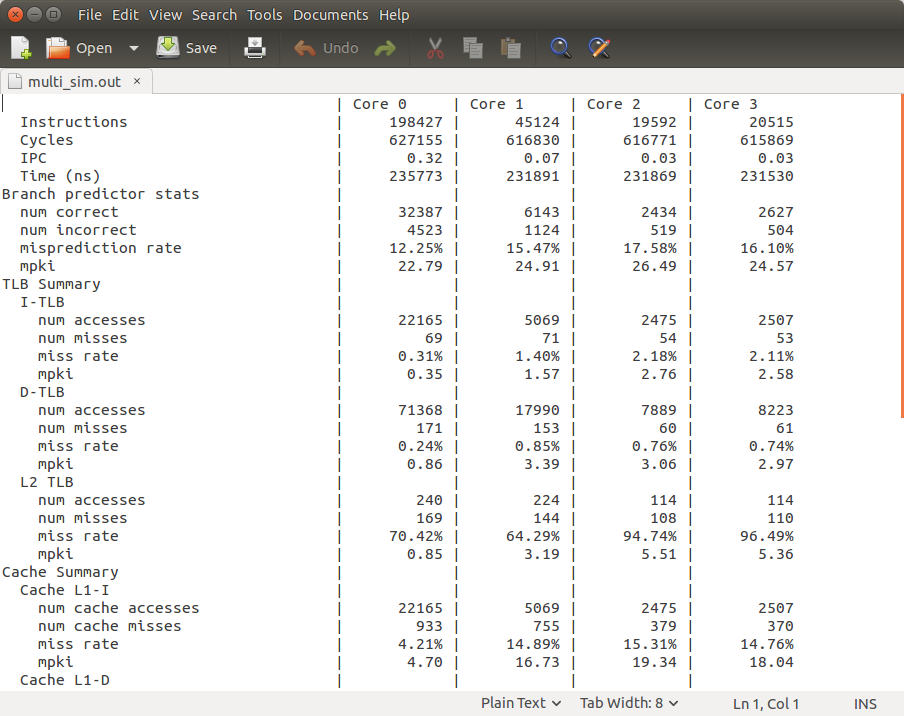 File Edit View Search Tools Documents Help
Open Save Undo
multi_sim.out ×
| Core 0 | Core 1 | Core 2 | Core 3
Instructions | 198427 | 45124 | 19592 | 20515
Cycles | 627155 | 616830 | 616771 | 615869
IPC | 0.32 | 0.07 | 0.03 | 0.03
Time (ns) | 235773 | 231891 | 231869 | 231530
Branch predictor stats | | | |
num correct | 32387 | 6143 | 2434 | 2627
num incorrect | 4523 | 1124 | 519 | 504
misprediction rate | 12.25% | 15.47% | 17.58% | 16.10%
mpki | 22.79 | 24.91 | 26.49 | 24.57
TLB Summary | | | |
I-TLB | | | |
num accesses | 22165 | 5069 | 2475 | 2507
num misses | 69 | 71 | 54 | 53
miss rate | 0.31% | 1.40% | 2.18% | 2.11%
mpki | 0.35 | 1.57 | 2.76 | 2.58
D-TLB | | | |
num accesses | 71368 | 17990 | 7889 | 8223
num misses | 171 | 153 | 60 | 61
miss rate | 0.24% | 0.85% | 0.76% | 0.74%
mpki | 0.86 | 3.39 | 3.06 | 2.97
L2 TLB | | | |
num accesses | 240 | 224 | 114 | 114
num misses | 169 | 144 | 108 | 110
miss rate | 70.42% | 64.29% | 94.74% | 96.49%
mpki | 0.85 | 3.19 | 5.51 | 5.36
Cache Summary | | | |
Cache L1-I | | | |
num cache accesses | 22165 | 5069 | 2475 | 2507
num cache misses | 933 | 755 | 379 | 370
miss rate | 4.21% | 14.89% | 15.31% | 14.76%
mpki | 4.70 | 16.73 | 19.34 | 18.04
Cache L1-D | | | |
Plain Text Tab Width: 8 Ln 1, Col 1 INS